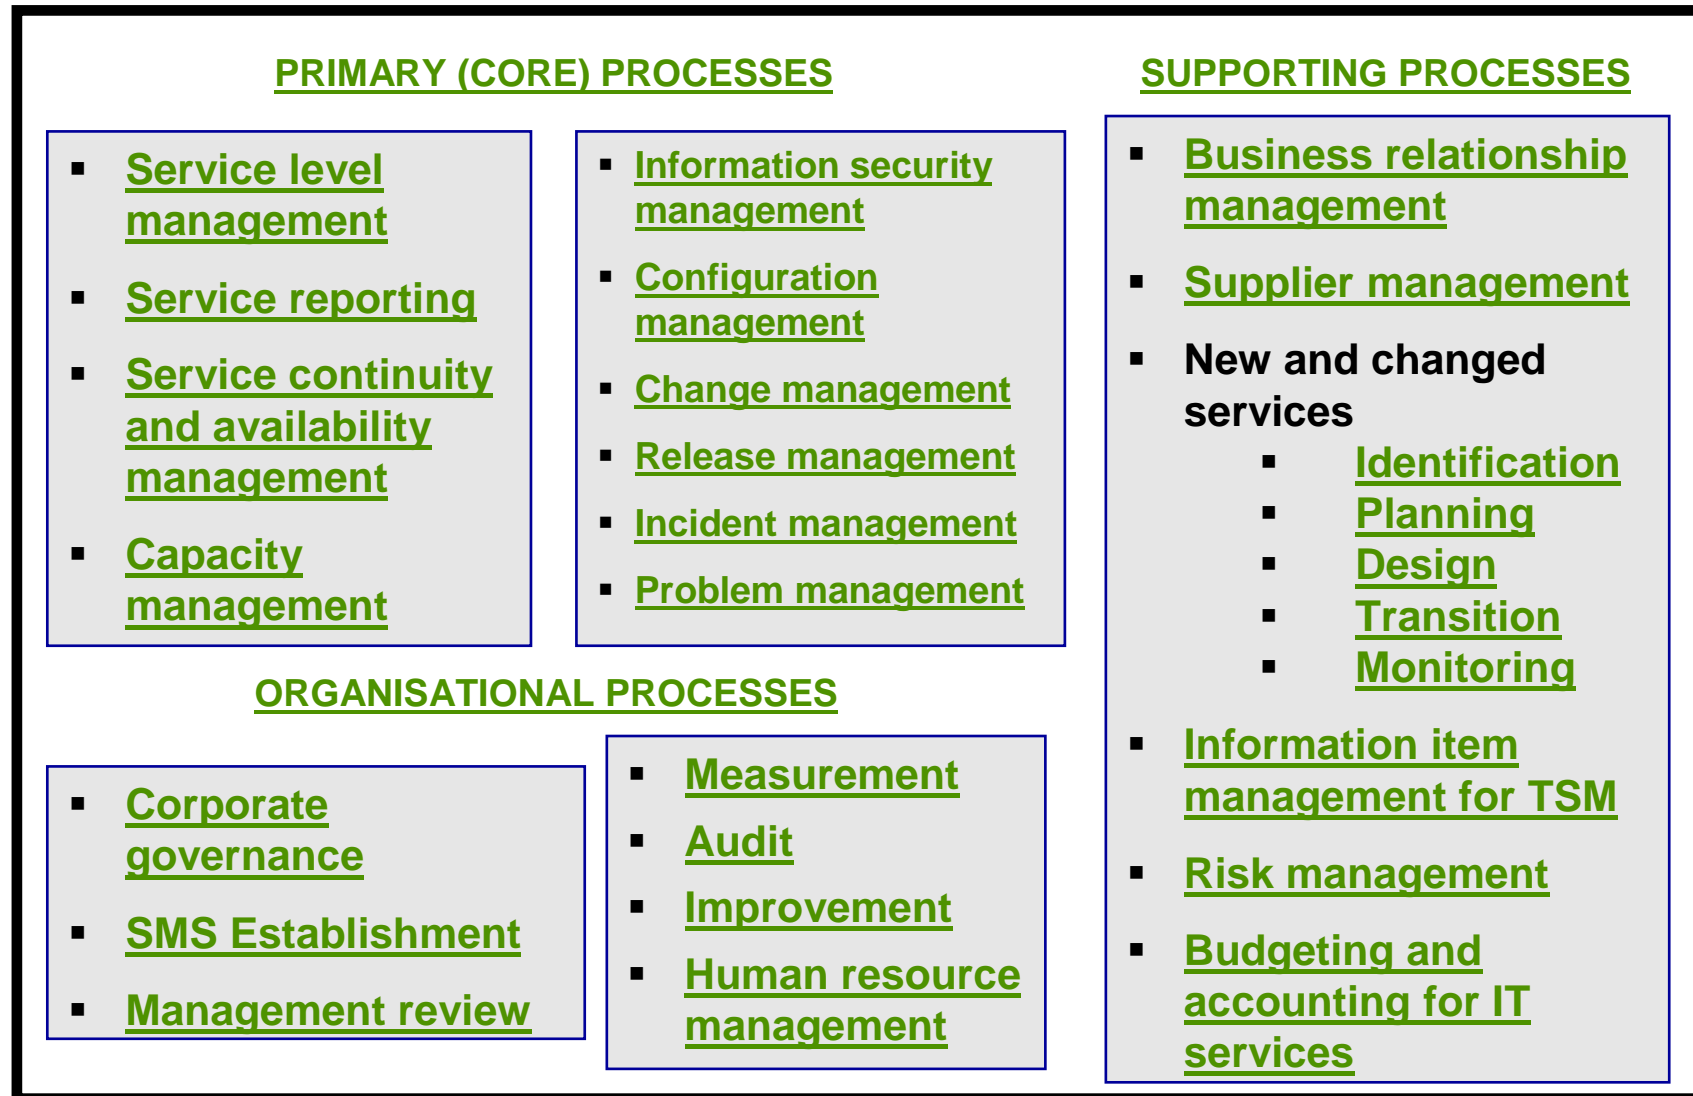 PRIMARY (CORE) PROCESSES
▪ Service level
management
▪ Service reporting
▪ Service continuity
and availability
management
▪ Capacity
management
▪ Information security
management
▪ Configuration
management
▪ Change management
▪ Release management
▪ Incident management
▪ Problem management
SUPPORTING PROCESSES
▪ Business relationship
management
▪ Supplier management
▪ New and changed
services
▪ Identification
▪ Planning
▪ Design
▪ Transition
▪ Monitoring
▪ Information item
management for TSM
▪ Risk management
▪ Budgeting and
accounting for IT
services
ORGANISATIONAL PROCESSES
▪ Corporate
governance
▪ SMS Establishment
▪ Management review
▪ Measurement
▪ Audit
▪ Improvement
▪ Human resource
management